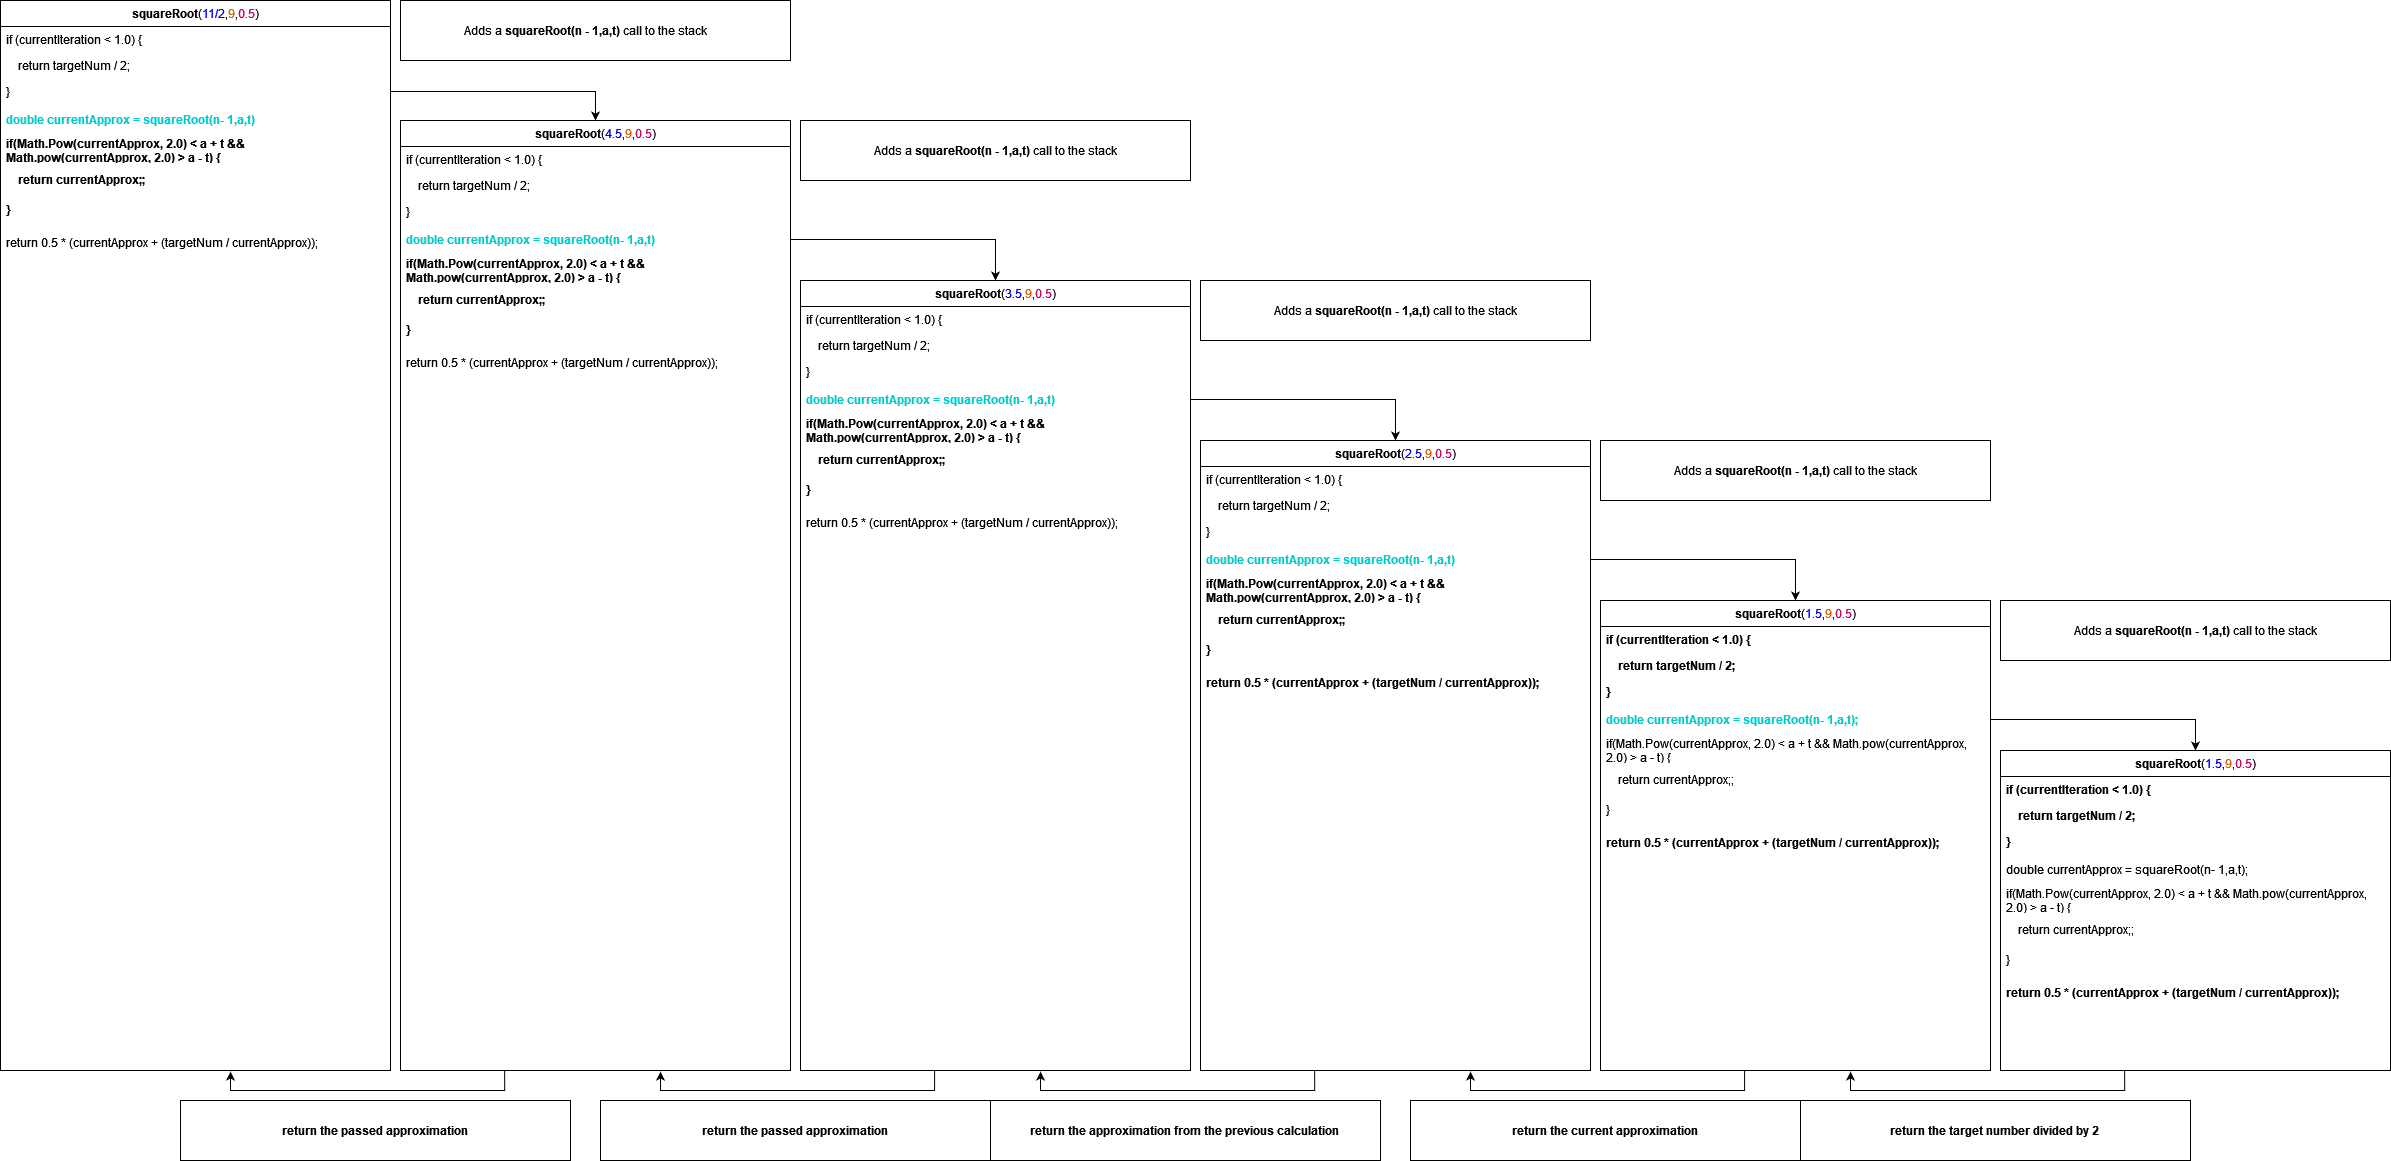 squareRoot(11/2,9,0.5)
if (currentIteration < 1.0) {
return targetNum / 2;
}
double currentApprox = squareRoot(n- 1,a,t)
if(Math.Pow(currentApprox, 2.0) < a + t &&
Math.pow(currentApprox, 2.0) > a - t) {
return currentApprox;;
}
return 0.5 * (currentApprox + (targetNum / currentApprox));
Adds a squareRoot(n - 1,a,t) call to the stack
squareRoot(4.5,9,0.5)
if (currentIteration < 1.0) {
return targetNum / 2;
}
double currentApprox = squareRoot(n- 1,a,t)
if(Math.Pow(currentApprox, 2.0) < a + t &&
Math.pow(currentApprox, 2.0) > a - t) {
return currentApprox;;
}
return 0.5 * (currentApprox + (targetNum / currentApprox));
Adds a squareRoot(n - 1,a,t) call to the stack
squareRoot(3.5,9,0.5)
if (currentIteration < 1.0) {
return targetNum / 2;
}
double currentApprox = squareRoot(n- 1,a,t)
if(Math.Pow(currentApprox, 2.0) < a + t &&
Math.pow(currentApprox, 2.0) > a - t) {
return currentApprox;;
}
return 0.5 * (currentApprox + (targetNum / currentApprox));
Adds a squareRoot(n - 1,a,t) call to the stack
squareRoot(2.5,9,0.5)
if (currentIteration < 1.0) {
return targetNum / 2;
}
double currentApprox = squareRoot(n- 1,a,t)
if(Math.Pow(currentApprox, 2.0) < a + t &&
Math.pow(currentApprox, 2.0) > a - t) {
return currentApprox;;
}
return 0.5 * (currentApprox + (targetNum / currentApprox));
Adds a squareRoot(n - 1,a,t) call to the stack
squareRoot(1.5,9,0.5)
if (currentIteration < 1.0) {
return targetNum / 2;
}
double currentApprox = squareRoot(n- 1,a,t);
if(Math.Pow(currentApprox, 2.0) < a + t && Math.pow(currentApprox,
2.0) > a - t) {
return currentApprox;;
}
return 0.5 * (currentApprox + (targetNum / currentApprox));
Adds a squareRoot(n - 1,a,t) call to the stack
squareRoot(1.5,9,0.5)
if (currentIteration < 1.0) {
return targetNum / 2;
}
double currentApprox = squareRoot(n- 1,a,t);
if(Math.Pow(currentApprox, 2.0) < a + t && Math.pow(currentApprox,
2.0) > a - t) {
return currentApprox;;
}
return 0.5 * (currentApprox + (targetNum / currentApprox));
return the passed approximation
return the passed approximation
return the approximation from the previous calculation
return the current approximation
return the target number divided by 2